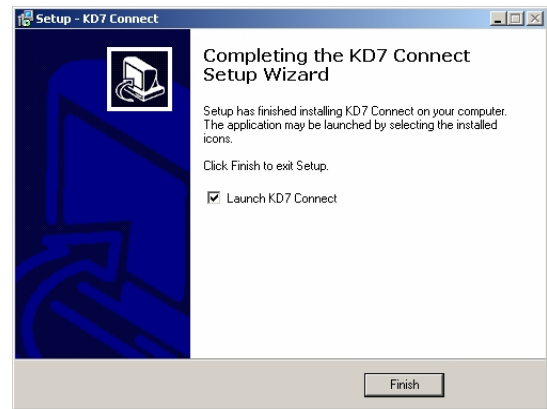 Setup - KD7 Connect
Completing the KD7 Connect
Setup Wizard
Setup has finished installing KD7 Connect on your computer.
The application may be launched by selecting the installed
icons.
Click Finish to exit Setup.
Launch KD7 Connect
Finish